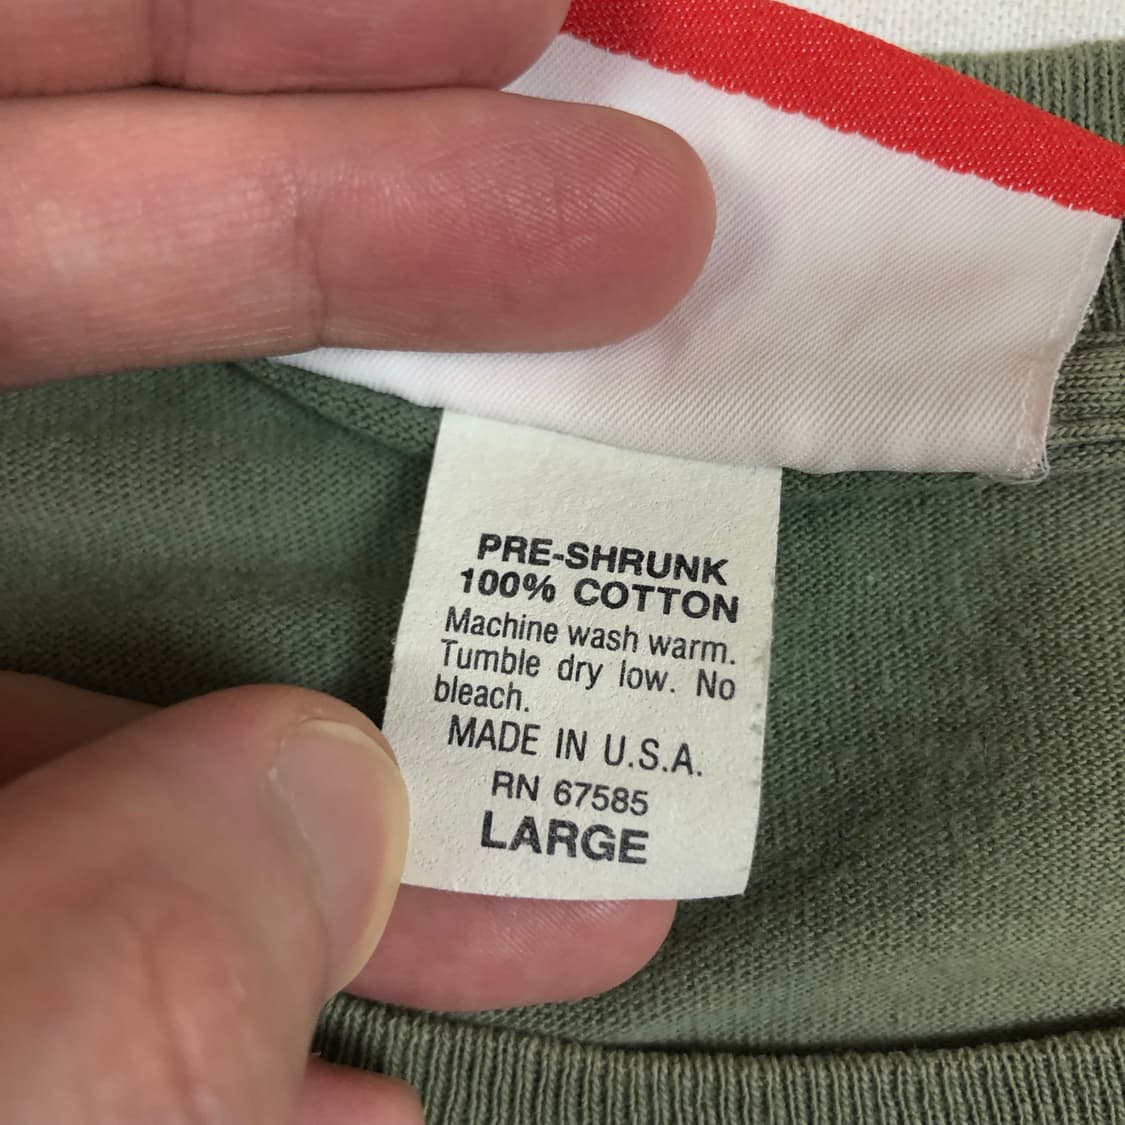 PRE-SHRUNK
100% COTTON
Machine wash warm.
Tumble dry low. No
bleach.
MADE IN U.S.A.
RN 67585
LARGE